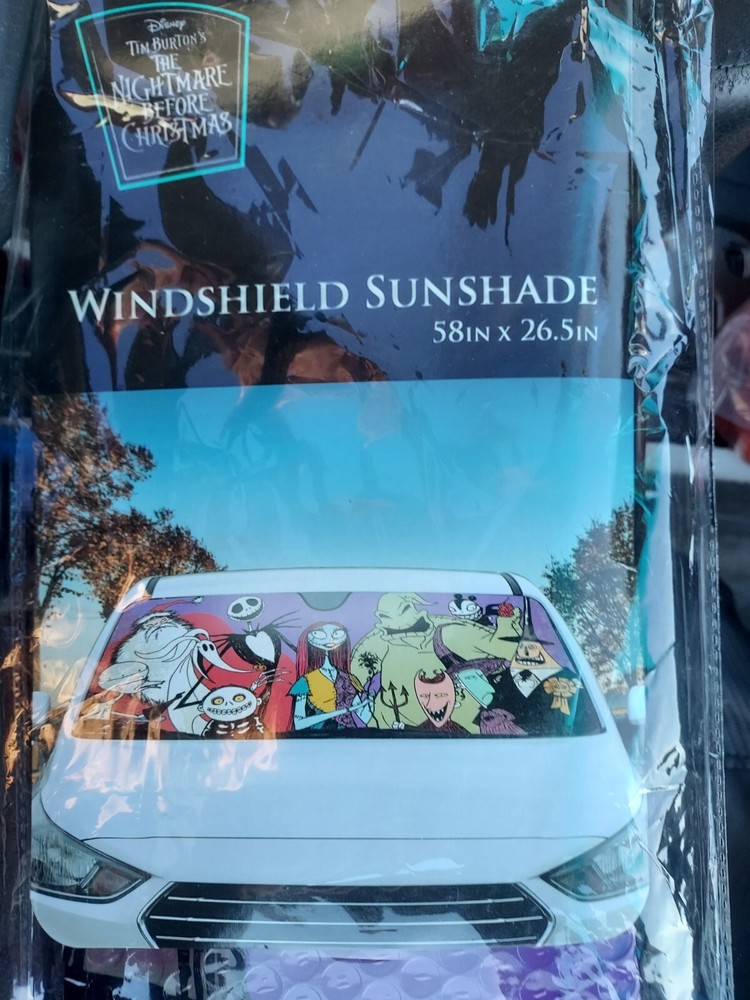 Disney
TIM BURTON'S
THE
NIGHTMARE
BEFORE
CHRISTMAS
WINDSHIELD SUNSHADE
58IN X 26.5IN